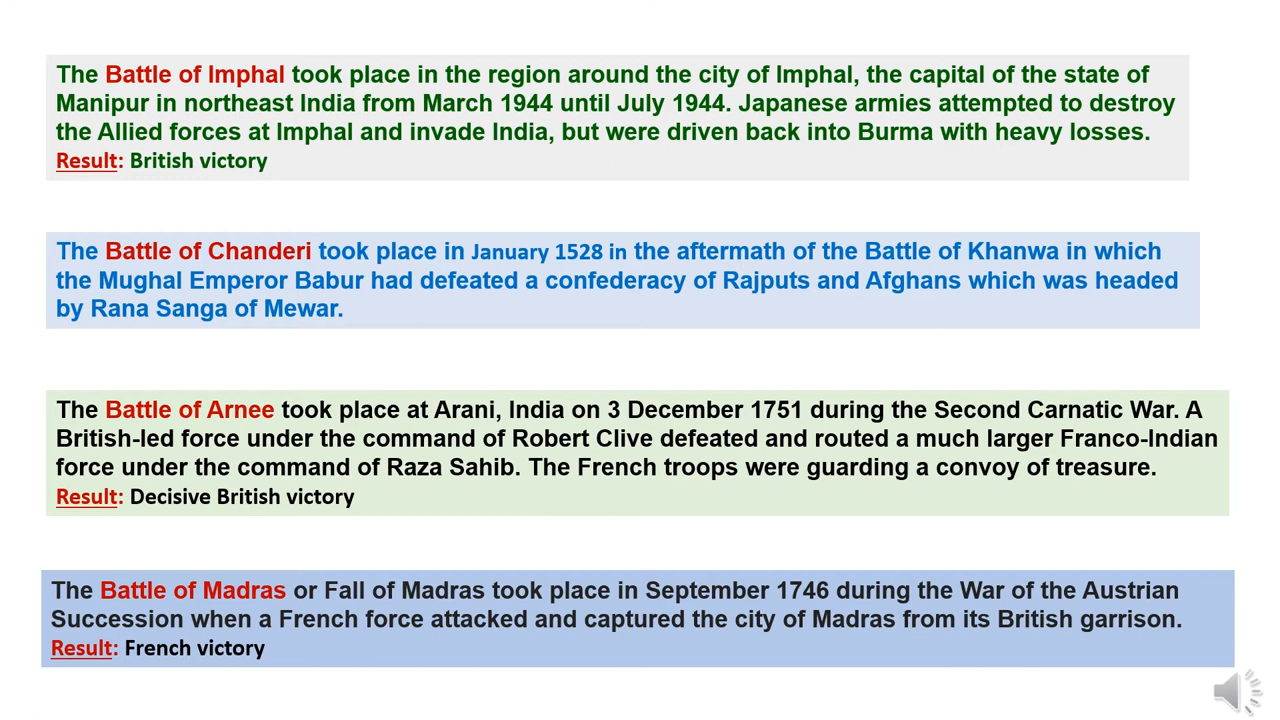 The Battle of Imphal took place in the region around the city of Imphal, the capital of the state of
Manipur in northeast India from March 1944 until July 1944. Japanese armies attempted to destroy
the Allied forces at Imphal and invade India, but were driven back into Burma with heavy losses.
Result: British victory
The Battle of Chanderi took place in January 1528 in the aftermath of the Battle of Khanwa in which
the Mughal Emperor Babur had defeated a confederacy of Rajputs and Afghans which was headed
by Rana Sanga of Mewar.
The Battle of Arnee took place at Arani, India on 3 December 1751 during the Second Carnatic War. A
British-led force under the command of Robert Clive defeated and routed a much larger Franco-Indian
force under the command of Raza Sahib. The French troops were guarding a convoy of treasure.
Result: Decisive British victory
The Battle of Madras or Fall of Madras took place in September 1746 during the War of the Austrian
Succession when a French force attacked and captured the city of Madras from its British garrison.
Result: French victory